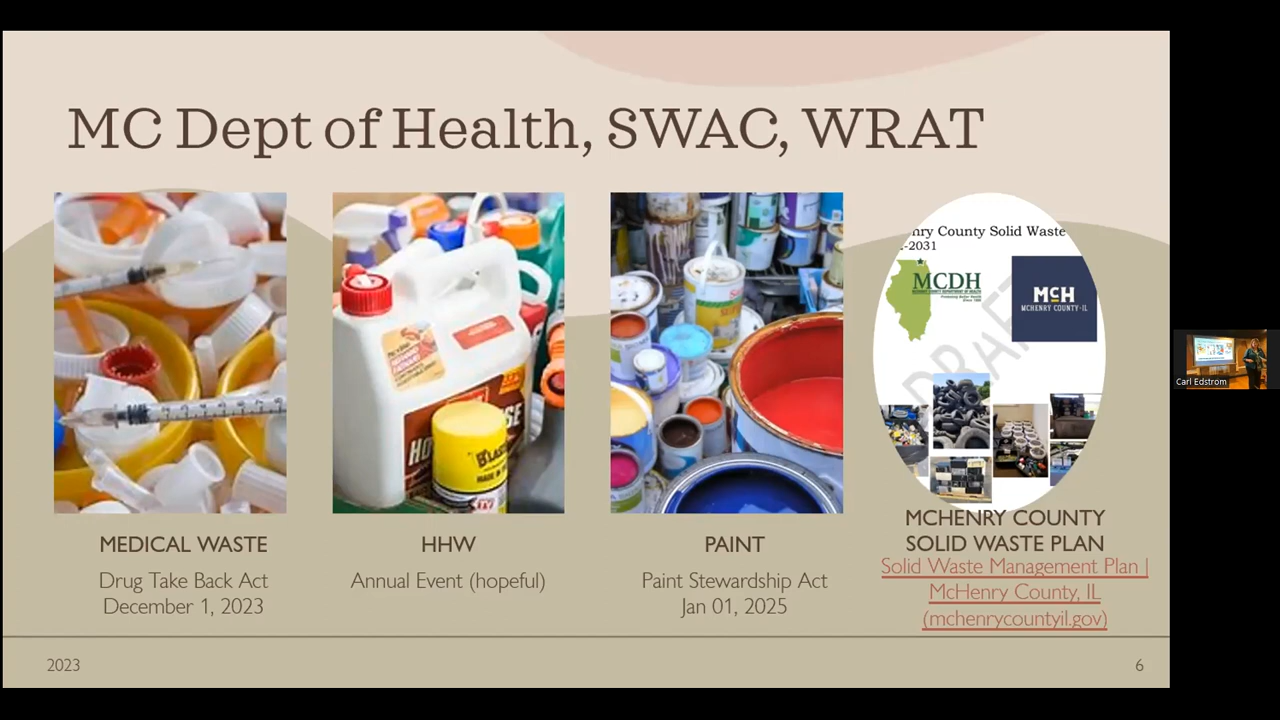 MC Dept of Health, SWAC, WRAT
nry County Solid Waste
-2031
MCDH
McH
MCHENRY COUNTY·IL
DRAFT
MEDICAL WASTE
Drug Take Back Act
December 1, 2023
HHW
Annual Event (hopeful)
PAINT
Paint Stewardship Act
Jan 01, 2025
MCHENRY COUNTY
SOLID WASTE PLAN
Solid Waste Management Plan |
McHenry County, IL
(mchenrycountyil.gov)
2023
6
Carl Edstrom